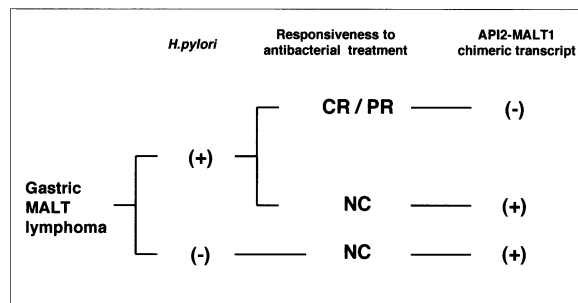 H.pylori
Responsiveness to
antibacterial treatment
API2-MALT1
chimeric transcript
CR / PR
(-)
(+)
Gastric
MALT
lymphoma
NC
(+)
(-)
NC
(+)